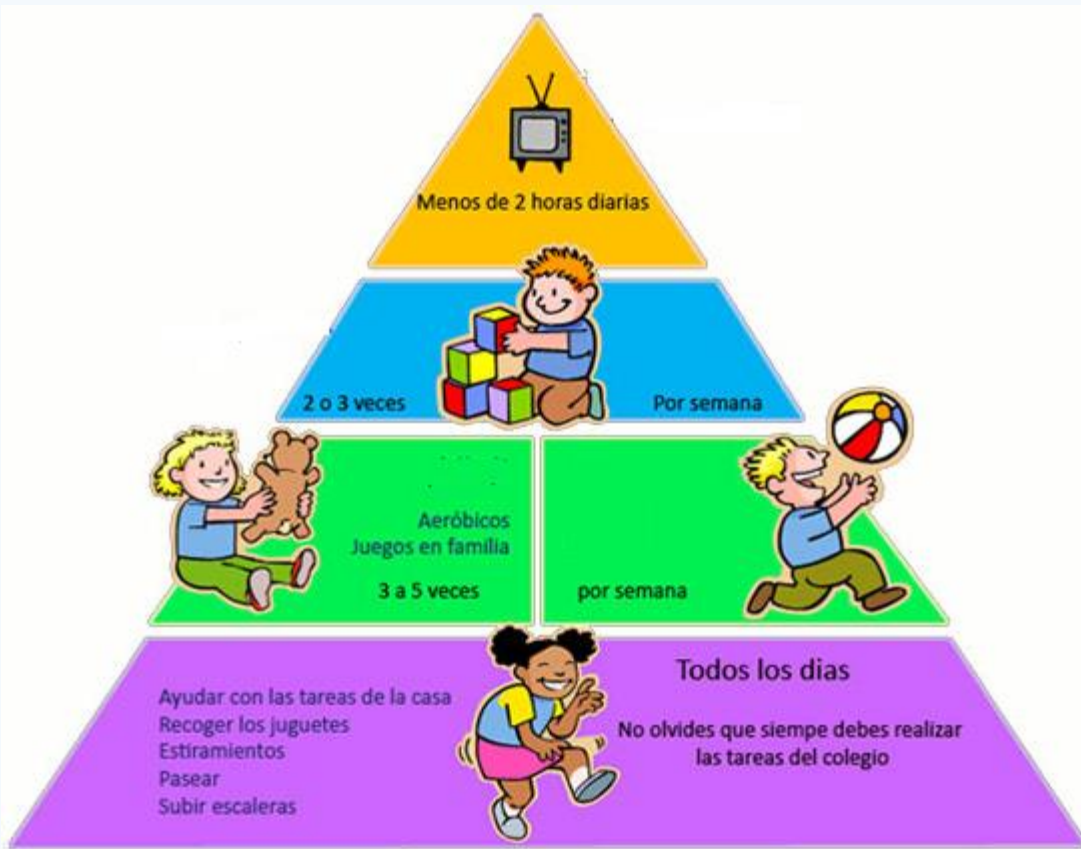 Menos de 2 horas diarias
2 o 3 veces
Por semana
Aeróbicos
Juegos en familia
3 a 5 veces
por semana
Ayudar con las tareas de la casa
Recoger los juguetes
Estiramientos
Pasear
Subir escaleras
Todos los dias
No olvides que siempe debes realizar
las tareas del colegio